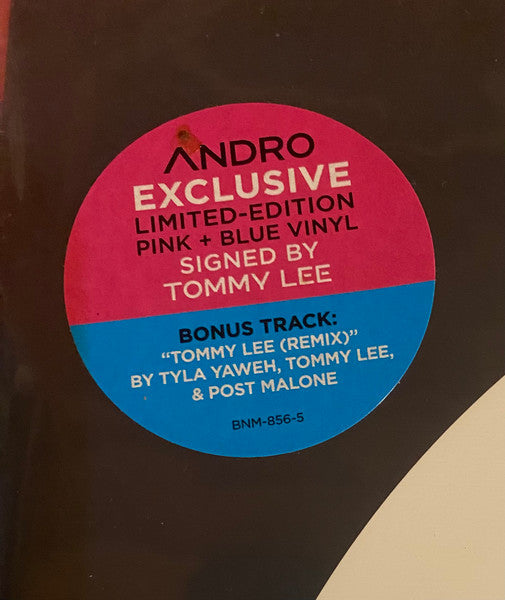 ANDRO
EXCLUSIVE
LIMITED-EDITION
PINK + BLUE VINYL
SIGNED BY
TOMMY LEE
BONUS TRACK:
“TOMMY LEE (REMIX)”
BY TYLA YAWEH, TOMMY LEE,
& POST MALONE
BNM-856-5